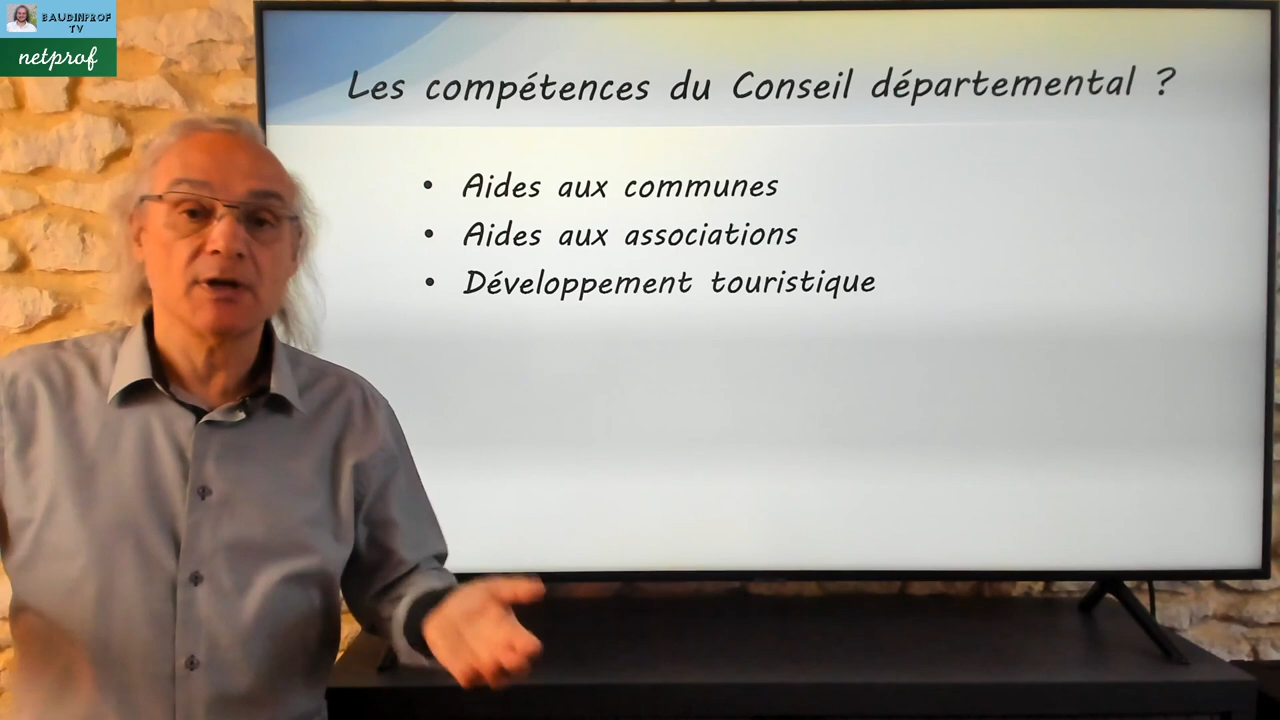 BAUDINPROF
TV
netprof
Les compétences du Conseil départemental ?
• Aides aux communes
• Aides aux associations
• Développement touristique